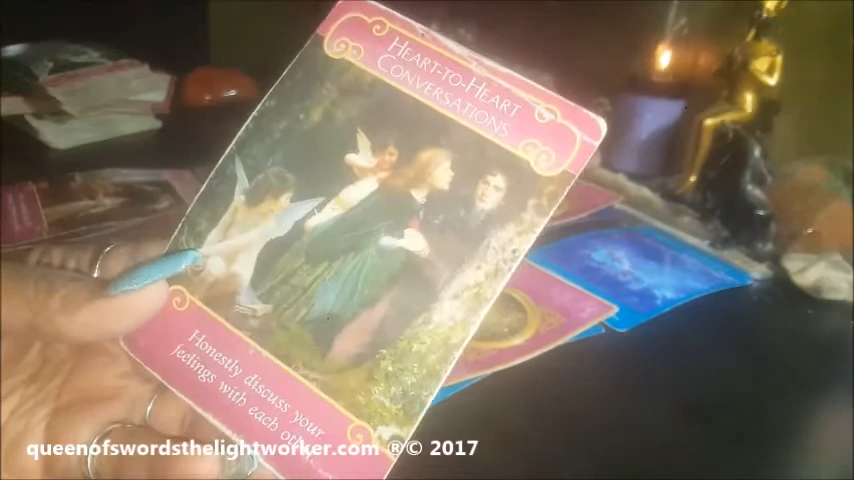 HEART-TO-HEART
CONVERSATIONS
Honestly discuss your
feelings with each other.
queenofswordsthelightworker.com ®© 2017